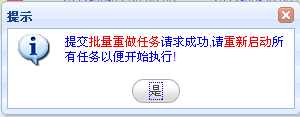 提示
提交批量重做任务请求成功,请重新启动所
有任务以便开始执行!
是